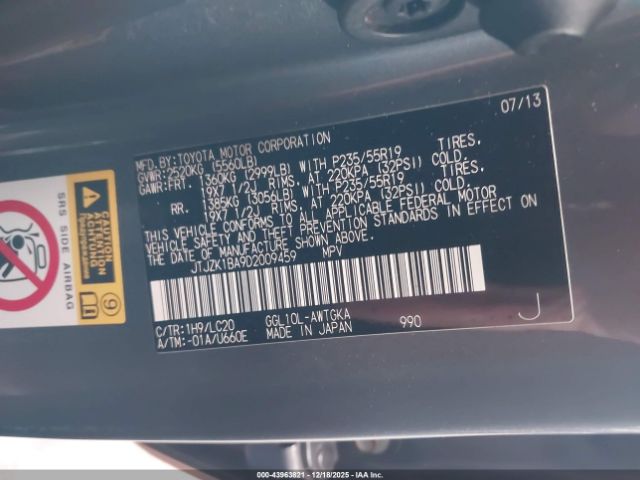 07/13
MFD.BY:TOYOTA MOTOR CORPORATION
GVWR:2520KG (5560LB)
GAWR:FRT. 1360KG (2999LB) WITH P235/55R19 TIRES,
19X7 1/2J RIMS, AT 220KPA (32PSI) COLD.
RR. 1385KG (3056LB) WITH P235/55R19 TIRES,
19X7 1/2J RIMS, AT 220KPA (32PSI) COLD.
THIS VEHICLE CONFORMS TO ALL APPLICABLE FEDERAL MOTOR
VEHICLE SAFETY AND THEFT PREVENTION STANDARDS IN EFFECT ON
THE DATE OF MANUFACTURE SHOWN ABOVE.
JTJZK1BA9D2009459 MPV
C/TR:1H9/LC20 GGL10L-AWTGKA
A/TM:-01A/U660E MADE IN JAPAN 990
J
SRS SIDE AIRBAG
ACHTUNG
9
000-43963821 - 12/18/2025 - IAA Inc.